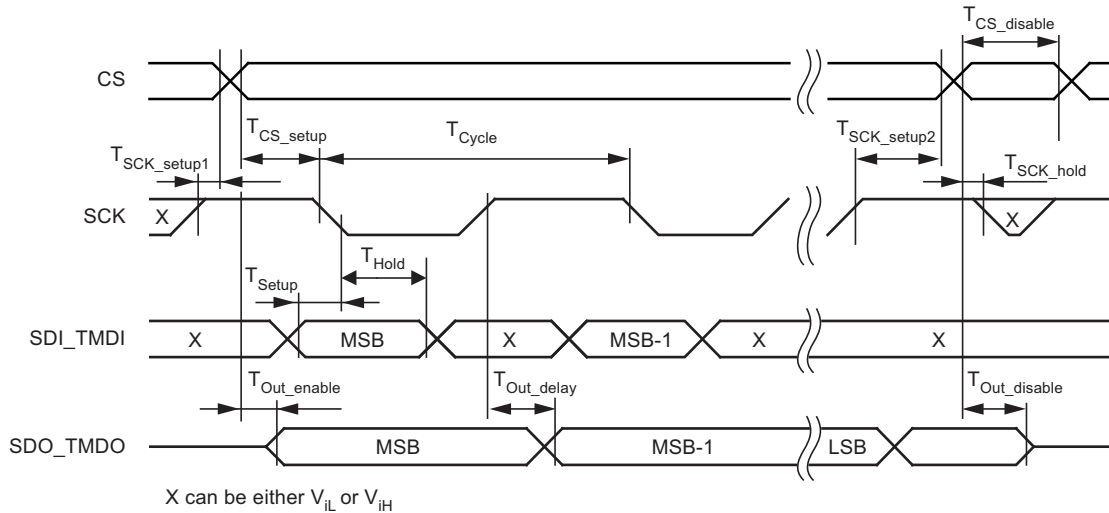 T_CS_disable
CS
T_CS_setup
T_Cycle
T_SCK_setup2
T_SCK_setup1
T_SCK_hold
SCK
X
X
T_Hold
T_Setup
SDI_TMDI
X
MSB
X
MSB-1
X
X
T_Out_enable
T_Out_delay
T_Out_disable
SDO_TMDO
MSB
MSB-1
LSB
X can be either V_iL or V_iH